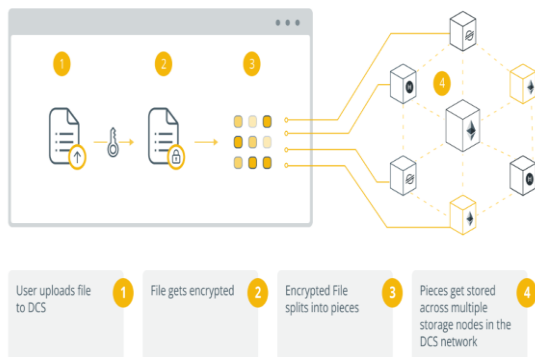 1
2
3
4
User uploads file
to DCS
1
File gets encrypted
2
Encrypted File
splits into pieces
3
Pieces get stored
across multiple
storage nodes in the
DCS network
4